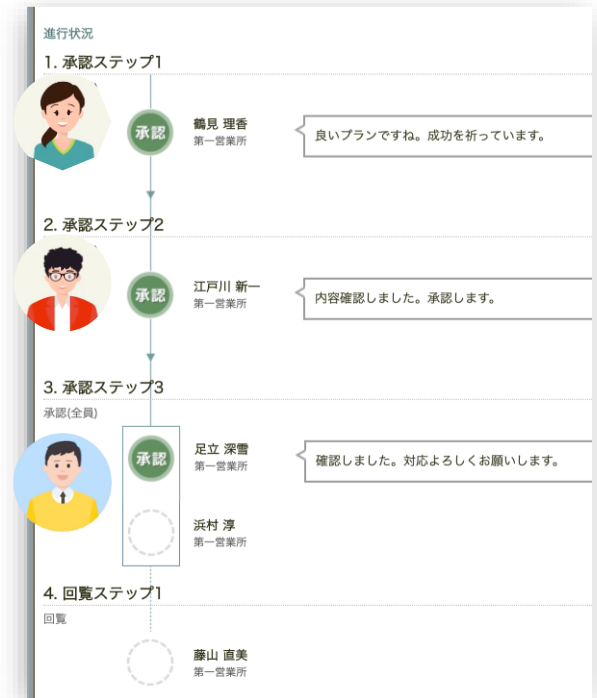 進行状況
1. 承認ステップ1
承認
鶴見 理香
第一営業所
良いプランですね。成功を祈っています。
2. 承認ステップ2
承認
江戸川 新一
第一営業所
内容確認しました。承認します。
3. 承認ステップ3
承認(全員)
承認
足立 深雪
第一営業所
確認しました。対応よろしくお願いします。
浜村 淳
第一営業所
4. 回覧ステップ1
回覧
藤山 直美
第一営業所